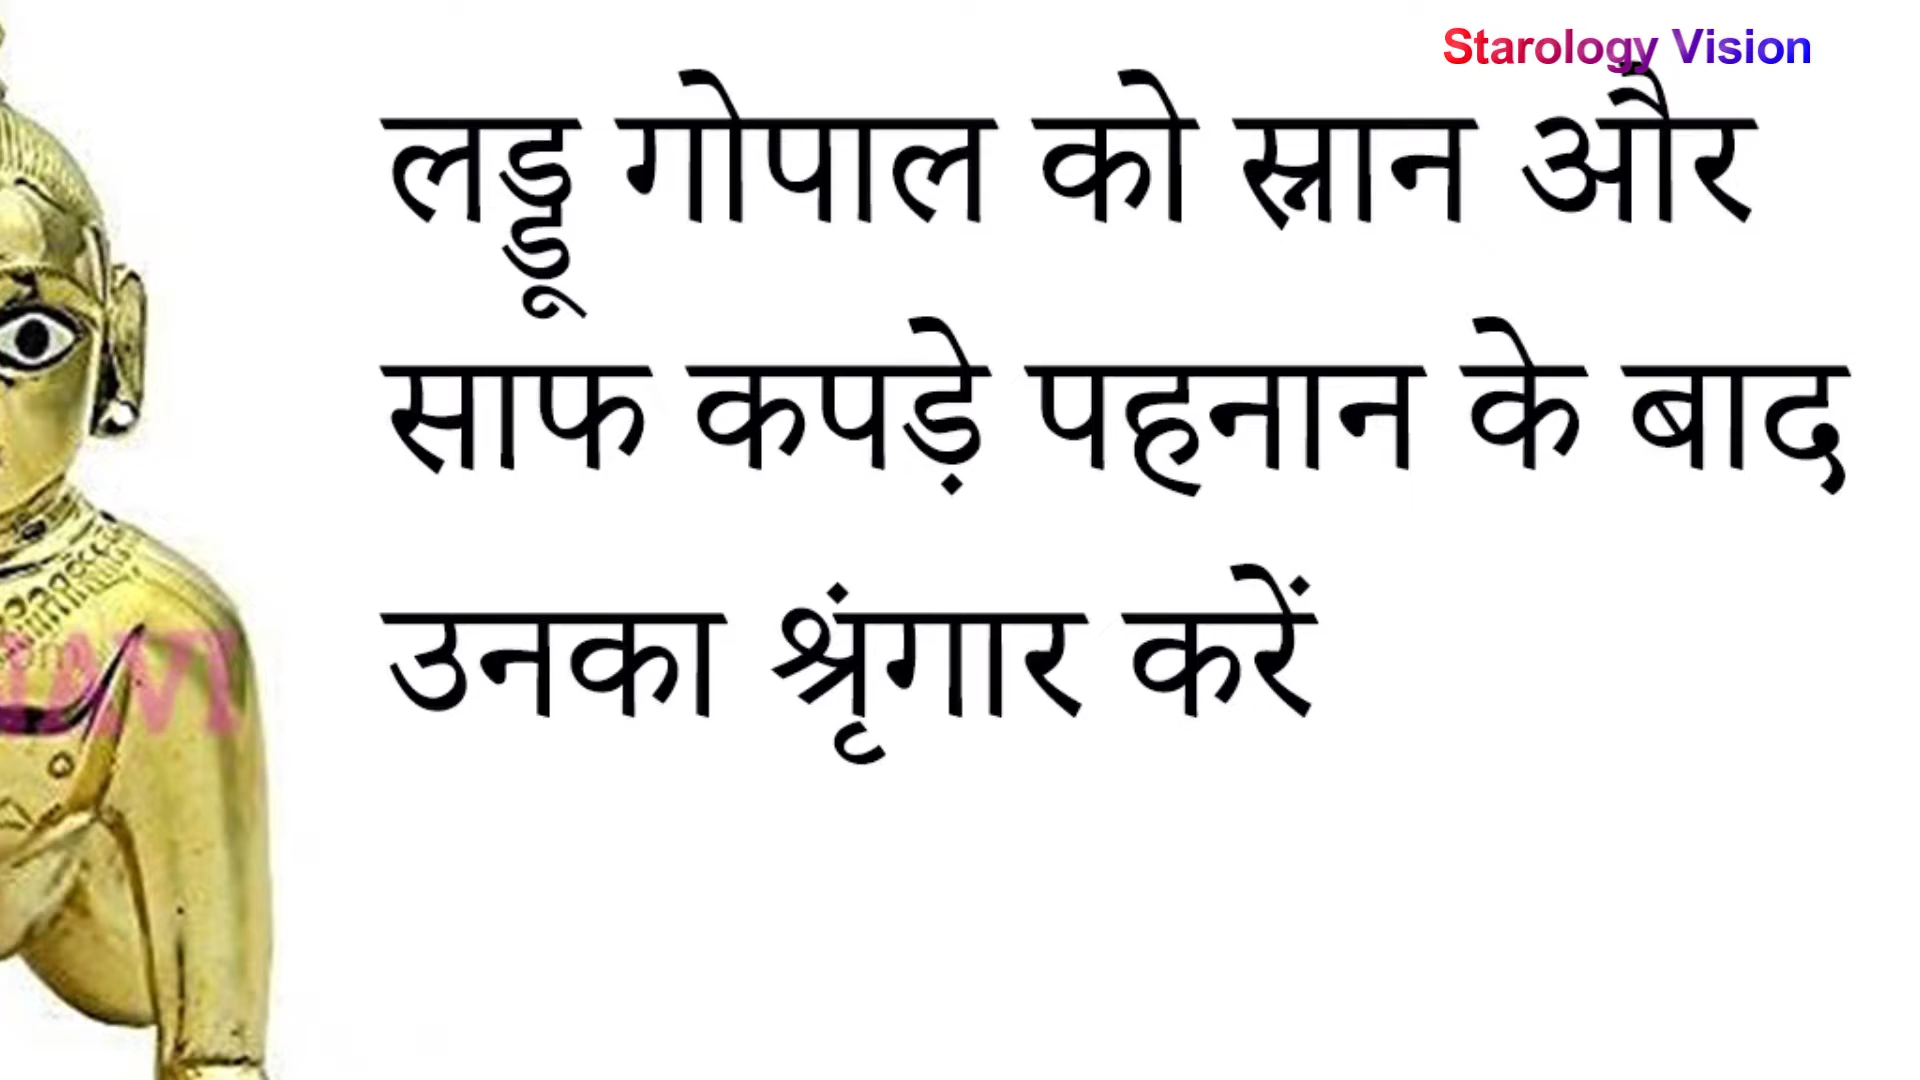 Starology Vision
लड्डू गोपाल को स्नान और
साफ कपड़े पहनान के बाद
उनका श्रृंगार करें